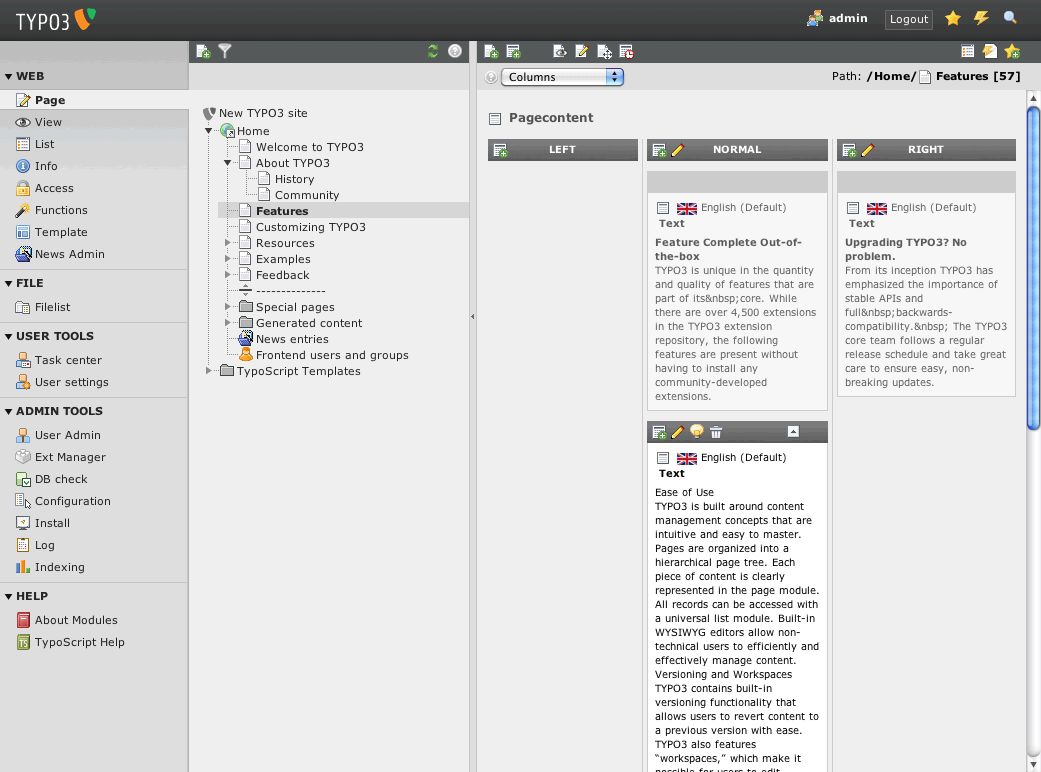 TYPO3
admin
Logout
WEB
Page
View
List
Info
Access
Functions
Template
News Admin
FILE
Filelist
USER TOOLS
Task center
User settings
ADMIN TOOLS
User Admin
Ext Manager
DB check
Configuration
Install
Log
Indexing
HELP
About Modules
TypoScript Help
New TYPO3 site
Home
Welcome to TYPO3
About TYPO3
History
Community
Features
Customizing TYPO3
Resources
Examples
Feedback
--------------
Special pages
Generated content
News entries
Frontend users and groups
TypoScript Templates
Columns
Path: /Home/ Features [57]
Pagecontent
LEFT
NORMAL
English (Default)
Text
Feature Complete Out-of-
the-box
TYPO3 is unique in the quantity
and quality of features that are
part of its&nbsp;core. While
there are over 4,500 extensions
in the TYPO3 extension
repository, the following
features are present without
having to install any
community-developed
extensions.
English (Default)
Text
Ease of Use
TYPO3 is built around content
management concepts that are
intuitive and easy to master.
Pages are organized into a
hierarchical page tree. Each
piece of content is clearly
represented in the page module.
All records can be accessed with
a universal list module. Built-in
WYSIWYG editors allow non-
technical users to efficiently and
effectively manage content.
Versioning and Workspaces
TYPO3 contains built-in
versioning functionality that
allows users to revert content to
a previous version with ease.
TYPO3 also features
“workspaces,” which make it
possible for users to edit
RIGHT
English (Default)
Text
Upgrading TYPO3? No
problem.
From its inception TYPO3 has
emphasized the importance of
stable APIs and
full&nbsp;backwards-
compatibility.&nbsp; The TYPO3
core team follows a regular
release schedule and take great
care to ensure easy, non-
breaking updates.